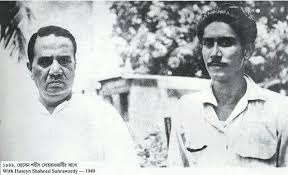 ১৯৪৯, হোসেন শহীদ সোহরাওয়ার্দীর সাথে
With Huseyn Shaheed Suhrawardy — 1949